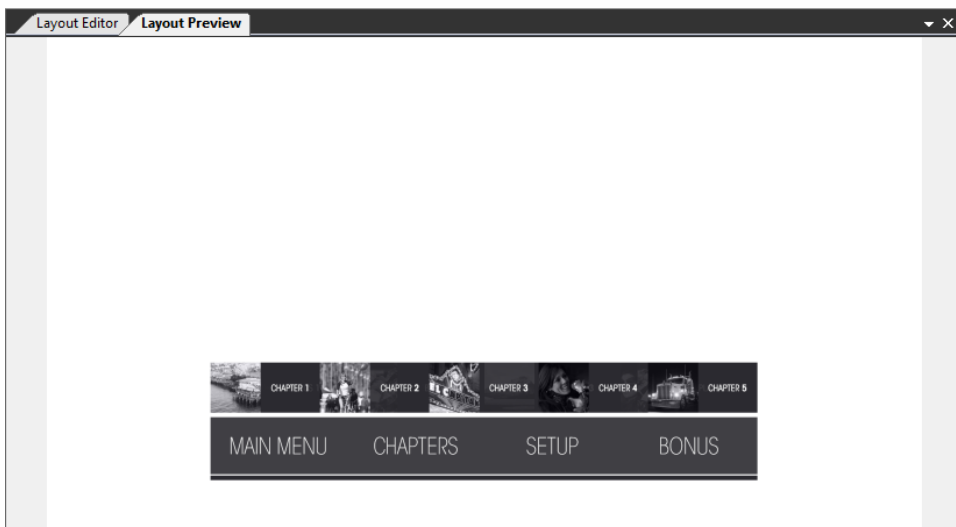 Layout Editor Layout Preview
CHAPTER 1 CHAPTER 2 CHAPTER 3 CHAPTER 4 CHAPTER 5
MAIN MENU CHAPTERS SETUP BONUS